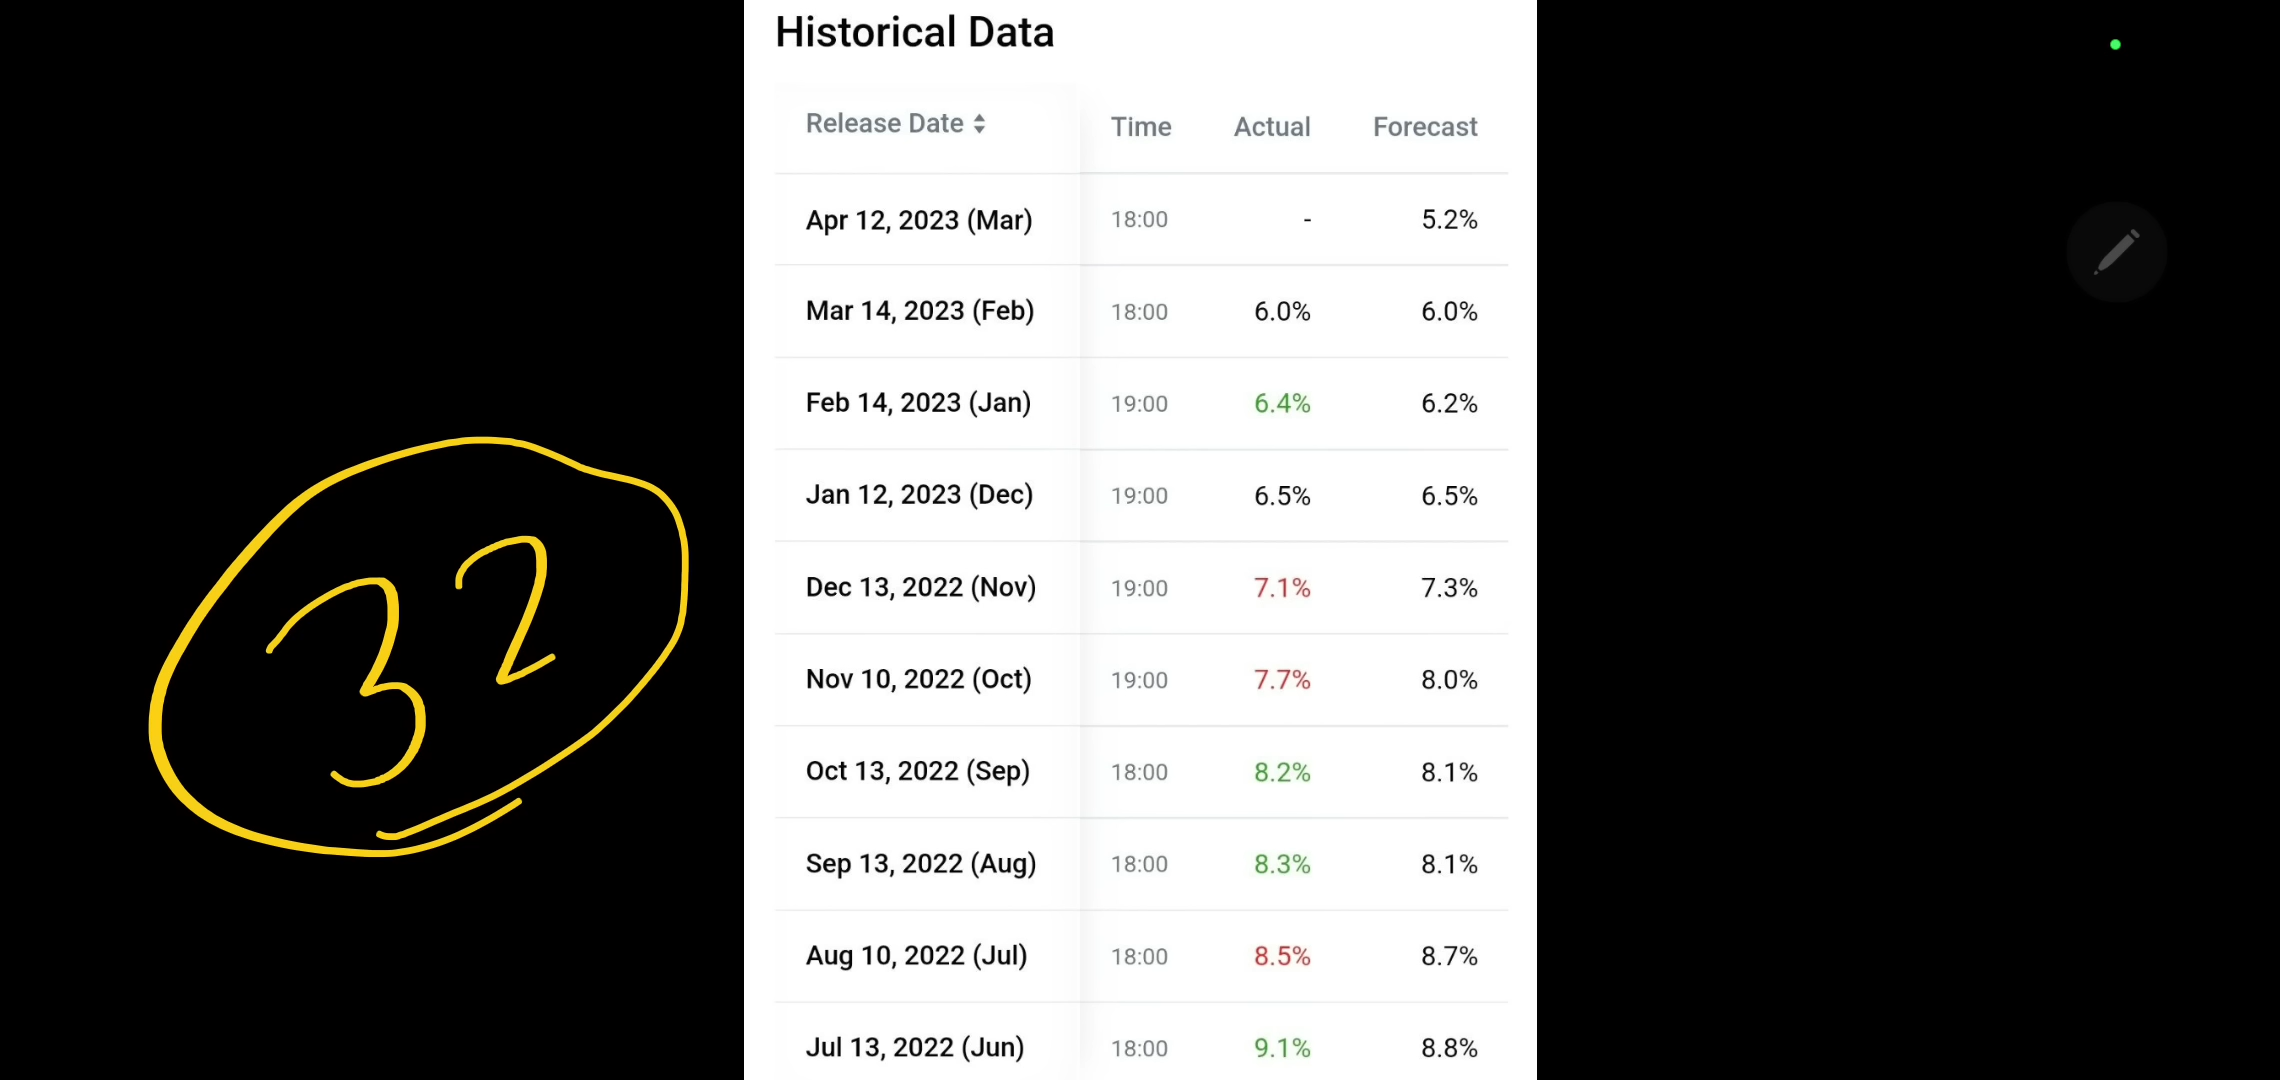 Historical Data
Release Date Time Actual Forecast
Apr 12, 2023 (Mar) 18:00 - 5.2%
Mar 14, 2023 (Feb) 18:00 6.0% 6.0%
Feb 14, 2023 (Jan) 19:00 6.4% 6.2%
Jan 12, 2023 (Dec) 19:00 6.5% 6.5%
Dec 13, 2022 (Nov) 19:00 7.1% 7.3%
Nov 10, 2022 (Oct) 19:00 7.7% 8.0%
Oct 13, 2022 (Sep) 18:00 8.2% 8.1%
Sep 13, 2022 (Aug) 18:00 8.3% 8.1%
Aug 10, 2022 (Jul) 18:00 8.5% 8.7%
Jul 13, 2022 (Jun) 18:00 9.1% 8.8%
32